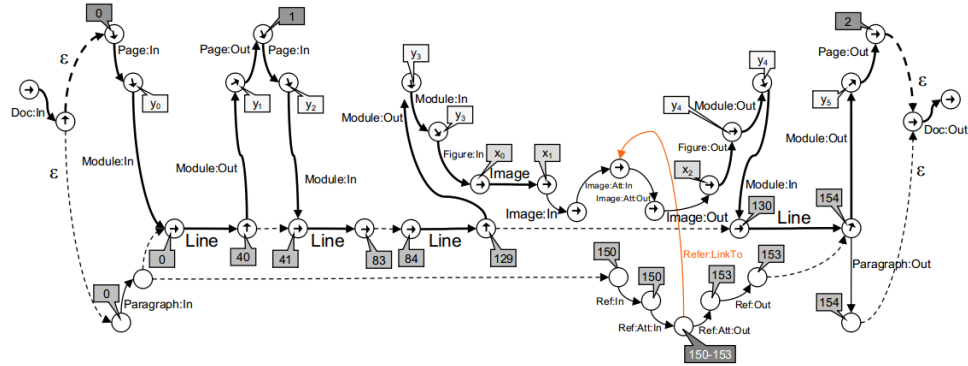 0
1
2
ε
Page:In
Page:Out
Page:In
y₃
y₄
Page:Out
ε
Doc:In
y₀
y₁
y₂
Module:In
y₃
y₄
Module:Out
y₅
Doc:Out
Module:Out
Module:Out
Module:Out
Figure:In
x₀
Image
x₁
Figure:Out
x₂
ε
Module:In
Module:In
Image:Att:In
Image:Att:Out
Module:In
ε
Image:In
Image:Out
130
154
Line
Line
Line
Line
0
40
41
83
84
129
Refer:LinkTo
Paragraph:Out
0
Paragraph:In
150
150
153
153
154
Ref:In
Ref:Out
Ref:Att:In
Ref:Att:Out
150-153